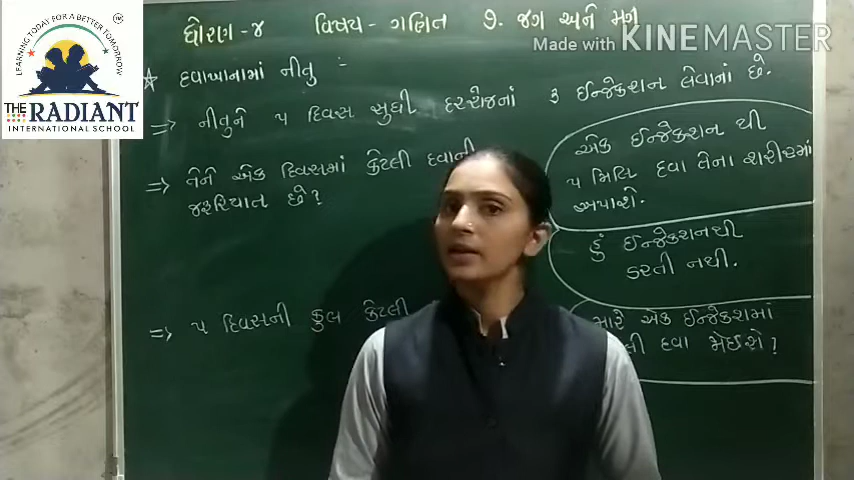 LEARNING TODAY FOR A BETTER TOMORROW
THE RADIANT
INTERNATIONAL SCHOOL
Made with KINEMASTER
ધોરણ - ૪ વિષય - ગણિત ૭. જગ અને મગ
દવાખાનામાં નીતુ :-
=> નીતુને ૫ દિવસ સુધી દરરોજનાં ૩ ઈન્જેકશન લેવાનાં છે.
=> તેને એક દિવસમાં કેટલી દવાની
જરૂરિયાત છે?
=> ૫ દિવસની કુલ કેટલી
એક ઈન્જેકશન થી
૫ મિલિ દવા તેના શરીરમાં
અપાશે.
હું ઈન્જેકશનથી
ડરતી નથી.
મારે એક ઈન્જેકશમાં
દવા જોઈશે?